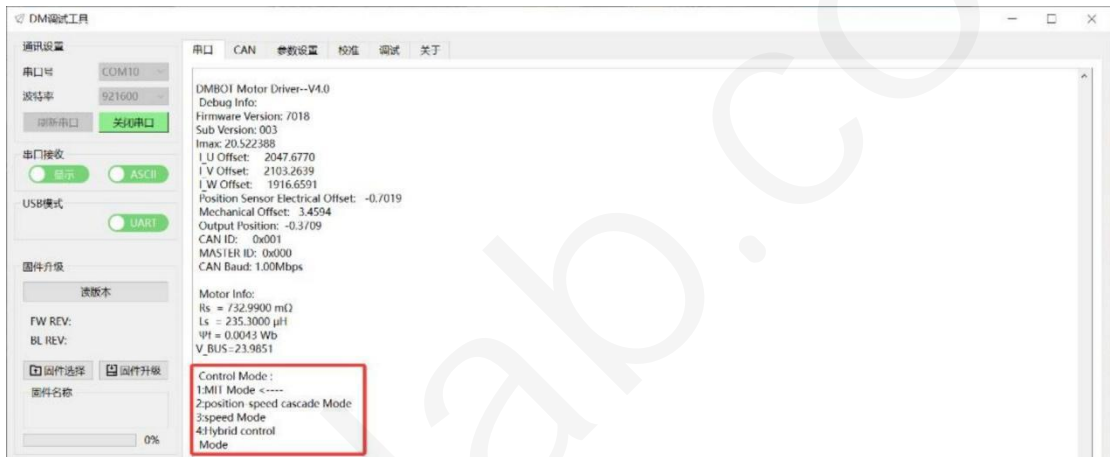 DM调试工具
通讯设置
串口号 COM10
波特率 921600
刷新串口 关闭串口
串口接收
显示 ASCII
USB模式
UART
固件升级
读版本
FW REV:
BL REV:
固件选择 固件升级
固件名称
0%
串口 CAN 参数设置 校准 调试 关于
DMBOT Motor Driver--V4.0
Debug Info:
Firmware Version: 7018
Sub Version: 003
Imax: 20.522388
I_U Offset: 2047.6770
I_V Offset: 2103.2639
I_W Offset: 1916.6591
Position Sensor Electrical Offset: -0.7019
Mechanical Offset: 3.4594
Output Position: -0.3709
CAN ID: 0x001
MASTER ID: 0x000
CAN Baud: 1.00Mbps
Motor Info:
Rs = 732.9900 mΩ
Ls = 235.3000 μH
Ψf = 0.0043 Wb
V_BUS=23.9851
Control Mode :
1:MIT Mode <----
2:position-speed cascade Mode
3:speed Mode
4:Hybrid control
Mode
lab.c